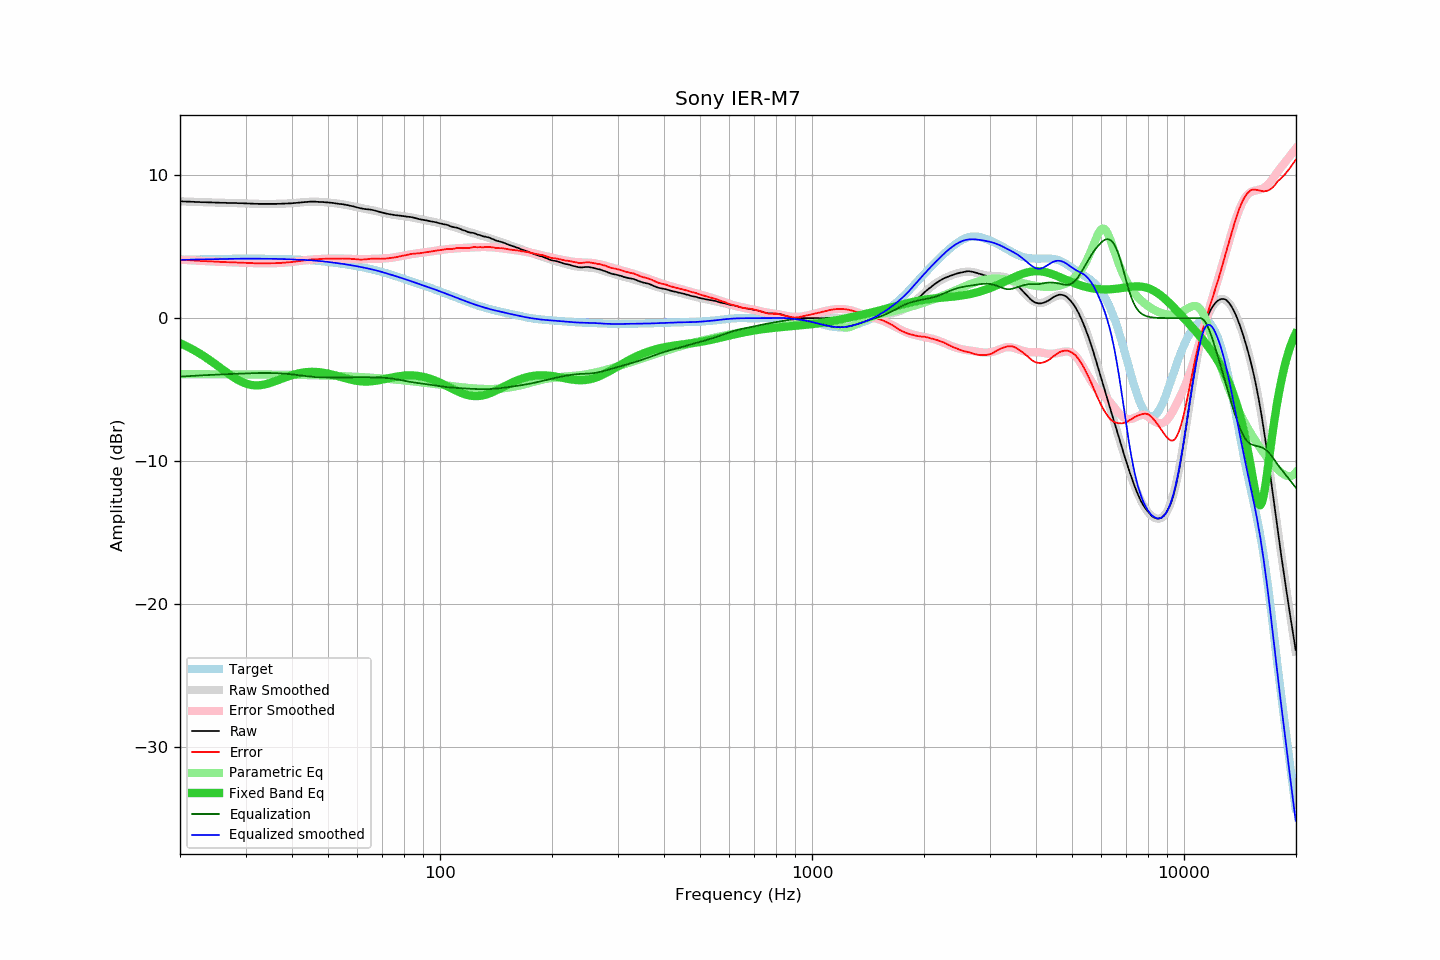 Sony IER-M7
10
0
−10
−20
−30
Amplitude (dBr)
Target
Raw Smoothed
Error Smoothed
Raw
Error
Parametric Eq
Fixed Band Eq
Equalization
Equalized smoothed
100
1000
10000
Frequency (Hz)